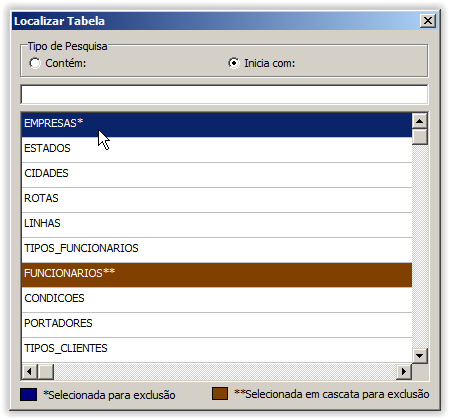 Localizar Tabela
Tipo de Pesquisa
Contém: Inicia com:
EMPRESAS*
ESTADOS
CIDADES
ROTAS
LINHAS
TIPOS_FUNCIONARIOS
FUNCIONARIOS**
CONDICOES
PORTADORES
TIPOS_CLIENTES
*Selecionada para exclusão **Selecionada em cascata para exclusão